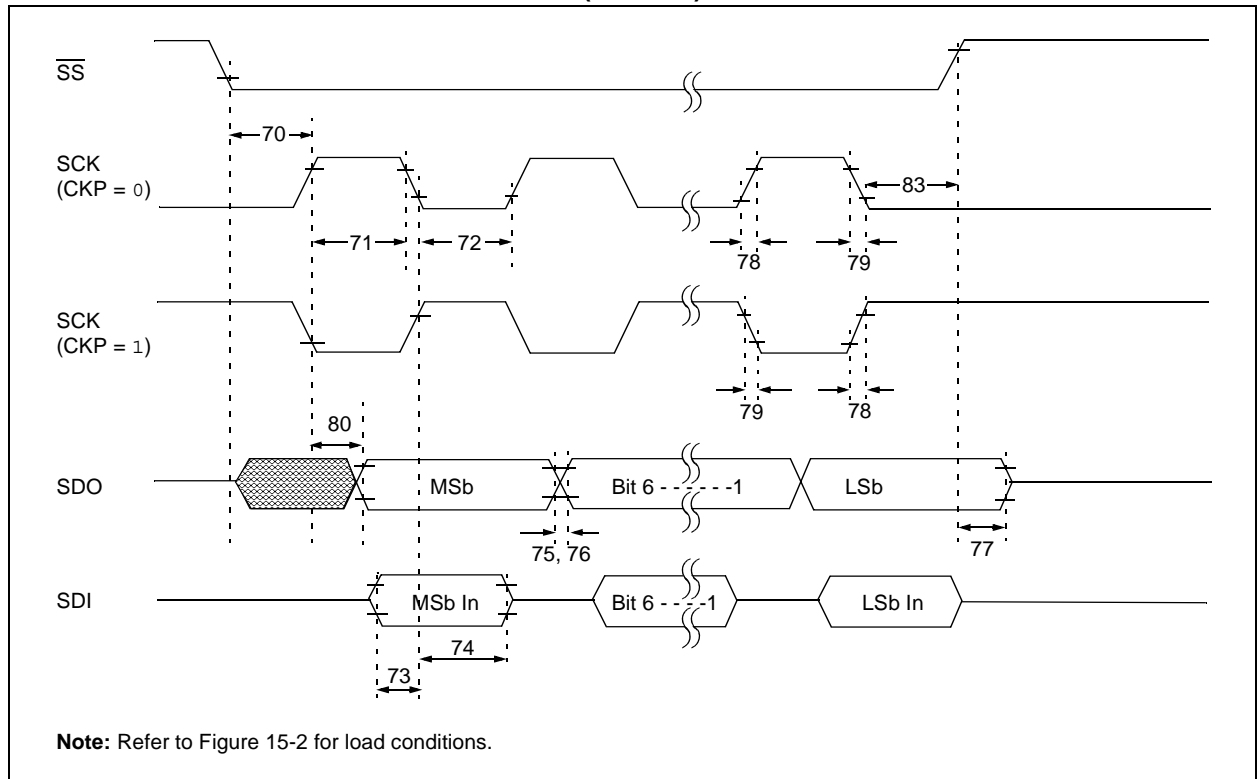 SS
70
SCK
(CKP = 0)
83
71
72
78
79
SCK
(CKP = 1)
79
78
80
SDO
MSb
Bit 6 - - - - - -1
LSb
75, 76
77
SDI
MSb In
Bit 6 - - - - -1
LSb In
74
73
Note: Refer to Figure 15-2 for load conditions.